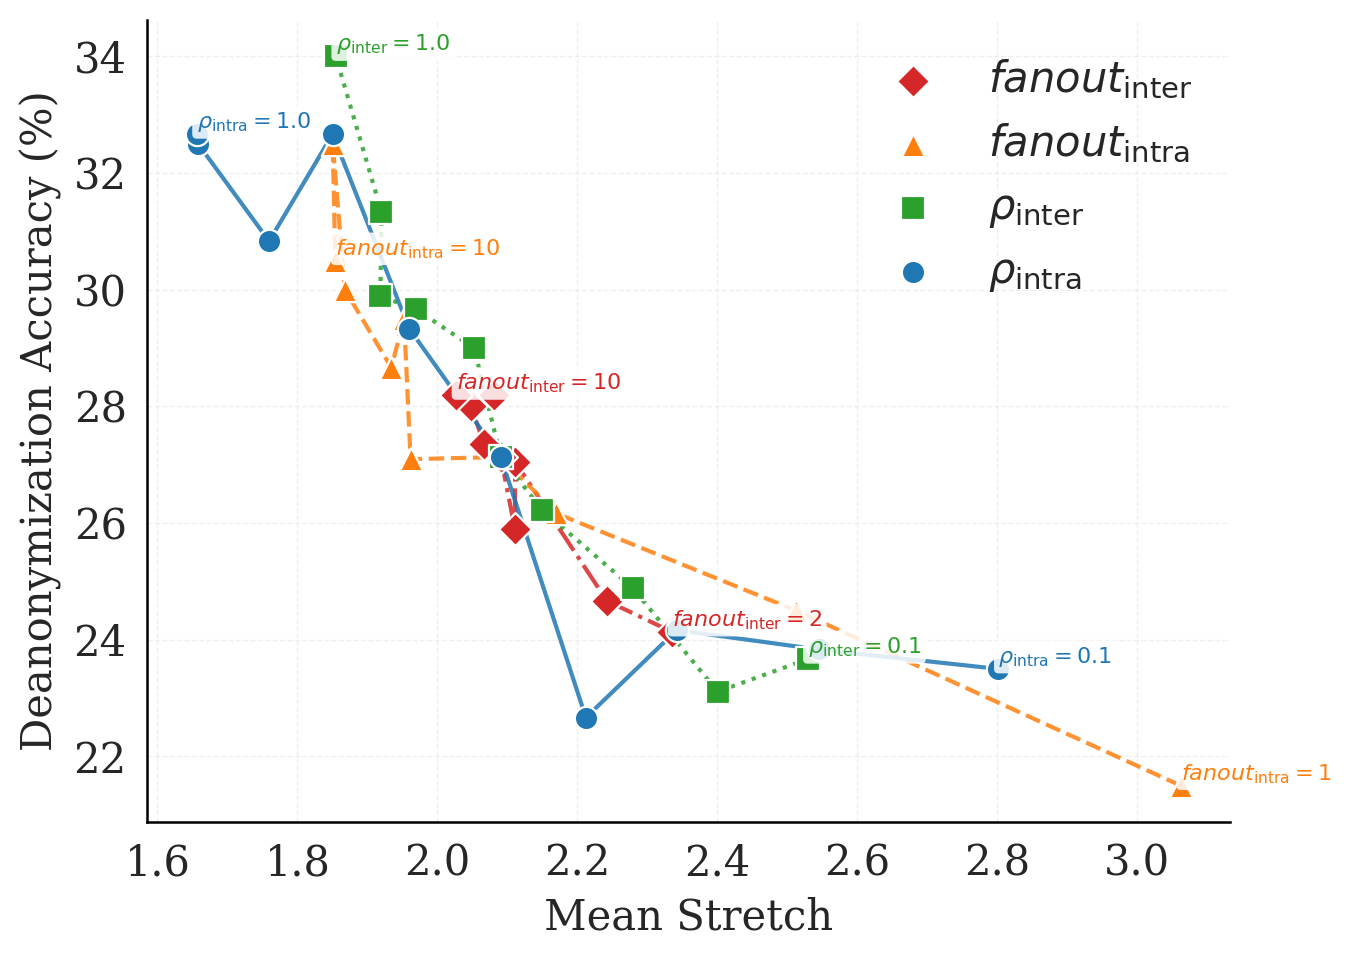 ρinter = 1.0
ρintra = 1.0
fanoutintra = 10
fanoutinter = 10
fanoutinter = 2
ρinter = 0.1
ρintra = 0.1
fanoutintra = 1
fanoutinter
fanoutintra
ρinter
ρintra
34
32
30
28
26
24
22
Deanonymization Accuracy (%)
1.6 1.8 2.0 2.2 2.4 2.6 2.8 3.0
Mean Stretch